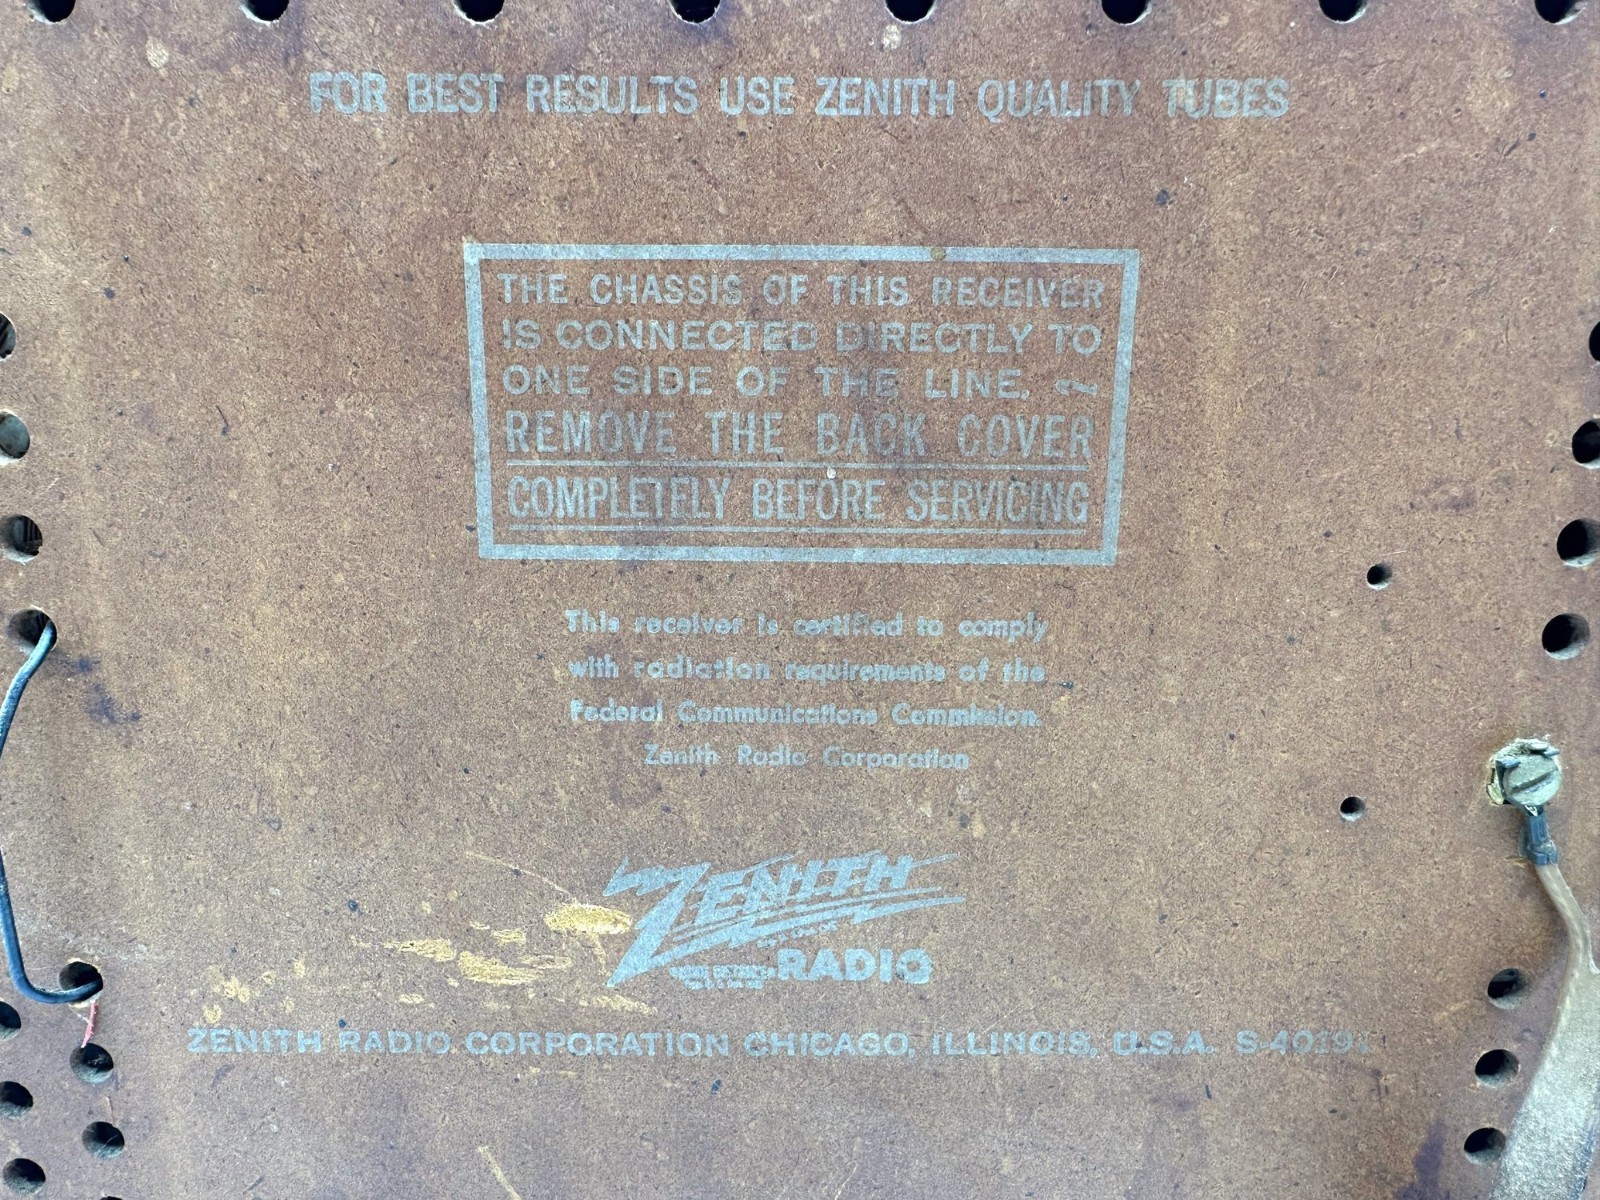 FOR BEST RESULTS USE ZENITH QUALITY TUBES
THE CHASSIS OF THIS RECEIVER
IS CONNECTED DIRECTLY TO
ONE SIDE OF THE LINE.
REMOVE THE BACK COVER
COMPLETELY BEFORE SERVICING
This receiver is certified to comply
with radiation requirements of the
Federal Communications Commission.
Zenith Radio Corporation
ZENITH
RADIO
ZENITH RADIO CORPORATION CHICAGO, ILLINOIS, U.S.A.